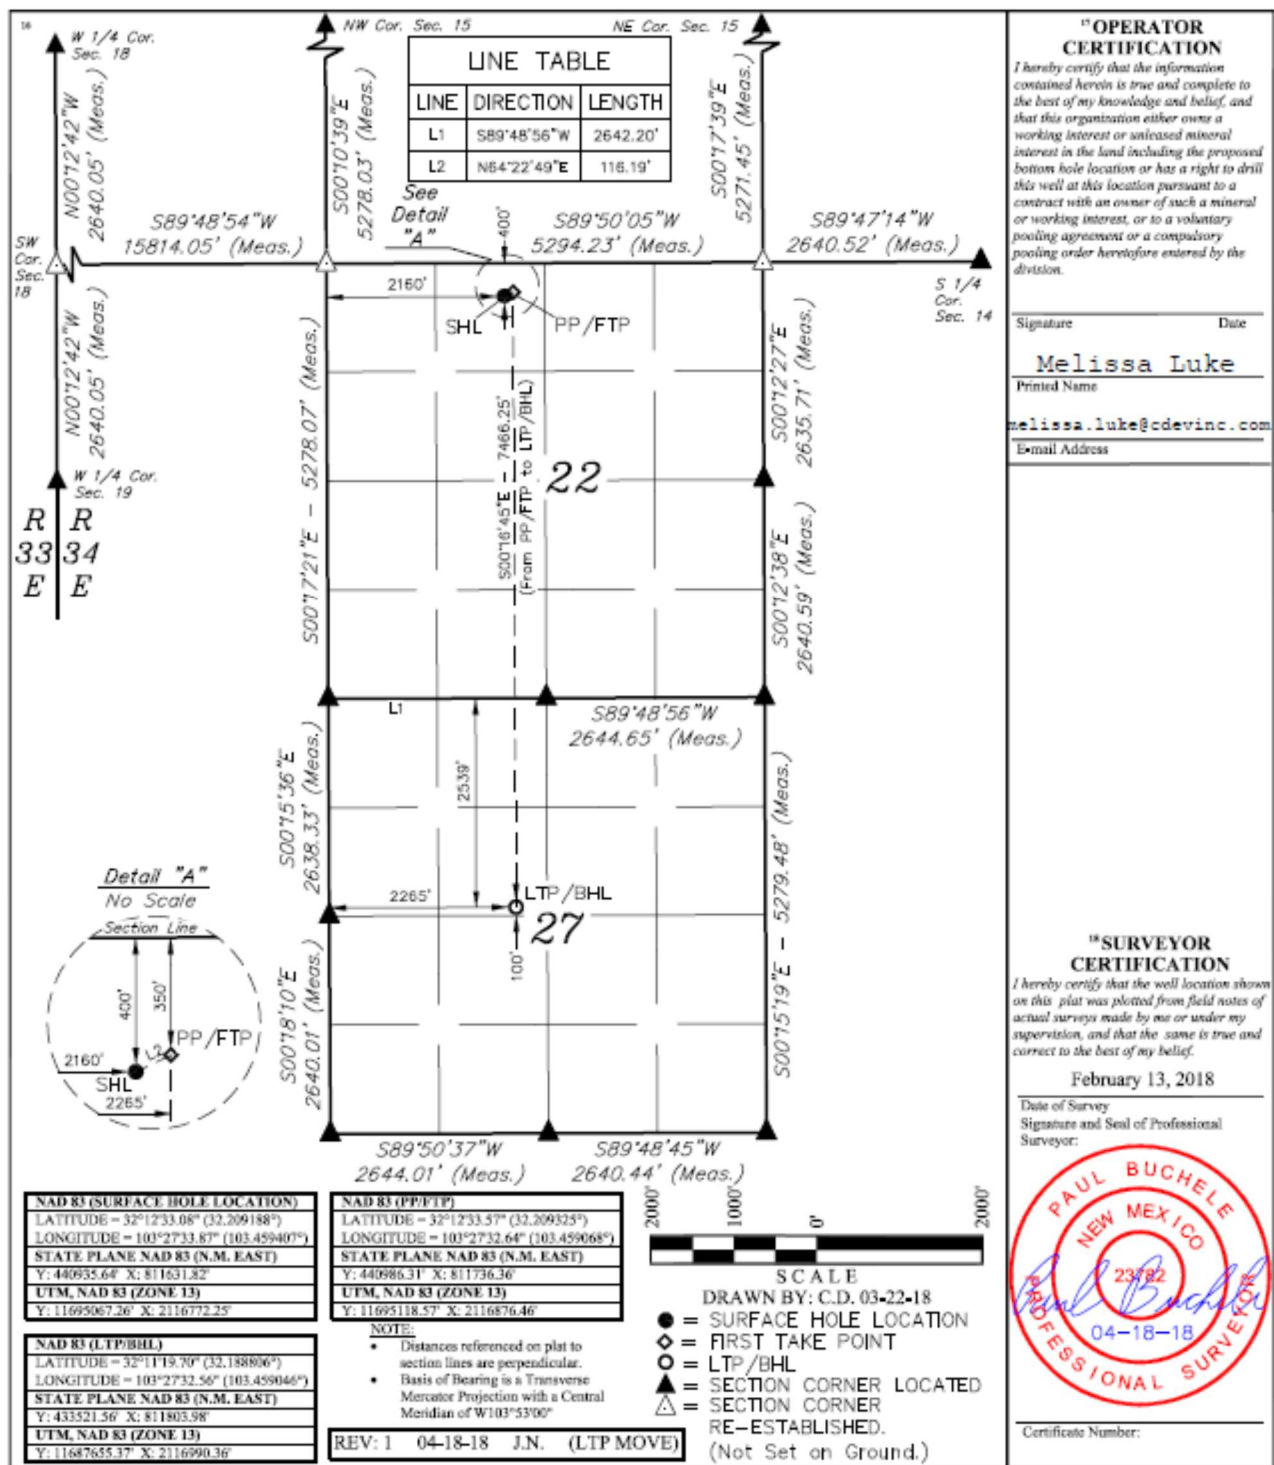 16
W 1/4 Cor.
Sec. 18
NW Cor. Sec. 15
NE Cor. Sec. 15
N00°12'42"W
2640.05' (Meas.)
S00°10'39"E
5278.03' (Meas.)
LINE TABLE
LINE DIRECTION LENGTH
L1 S89°48'56"W 2642.20'
L2 N64°22'49"E 116.19'
S00°17'39"E
5271.45' (Meas.)
See
Detail
"A"
400'
SW
Cor.
Sec.
18
S89°48'54"W
15814.05' (Meas.)
S89°50'05"W
5294.23' (Meas.)
S89°47'14"W
2640.52' (Meas.)
S 1/4
Cor.
Sec. 14
2160'
SHL
PP/FTP
N00°12'42"W
2640.05' (Meas.)
W 1/4 Cor.
Sec. 19
R R
33 34
E E
S00°17'21"E - 5278.07' (Meas.)
S00°16'45"E - 7466.25'
(From PP/FTP to LTP/BHL)
22
S00°12'27"E
2635.71' (Meas.)
S00°12'38"E
2640.59' (Meas.)
L1
S89°48'56"W
2644.65' (Meas.)
S00°15'36"E
2638.33' (Meas.)
2539'
2265'
LTP/BHL
27
100'
S00°18'10"E
2640.01' (Meas.)
S00°15'19"E - 5279.48' (Meas.)
Detail "A"
No Scale
Section Line
400'
350'
PP/FTP
L2
2160'
SHL
2265'
S89°50'37"W
2644.01' (Meas.)
S89°48'45"W
2640.44' (Meas.)
NAD 83 (SURFACE HOLE LOCATION)
LATITUDE = 32°12'33.08" (32.209188°)
LONGITUDE = 103°27'33.87" (103.459407°)
STATE PLANE NAD 83 (N.M. EAST)
Y: 440935.64' X: 811631.82'
UTM, NAD 83 (ZONE 13)
Y: 11695067.26' X: 2116772.25'
NAD 83 (PP/FTP)
LATITUDE = 32°12'33.57" (32.209325°)
LONGITUDE = 103°27'32.64" (103.459068°)
STATE PLANE NAD 83 (N.M. EAST)
Y: 440986.31' X: 811736.36'
UTM, NAD 83 (ZONE 13)
Y: 11695118.57' X: 2116876.46'
NAD 83 (LTP/BHL)
LATITUDE = 32°11'19.70" (32.188806°)
LONGITUDE = 103°27'32.56" (103.459046°)
STATE PLANE NAD 83 (N.M. EAST)
Y: 433521.56' X: 811803.98'
UTM, NAD 83 (ZONE 13)
Y: 11687655.37' X: 2116990.36'
NOTE:
• Distances referenced on plat to
section lines are perpendicular.
• Basis of Bearing is a Transverse
Mercator Projection with a Central
Meridian of W103°53'00"
REV: 1 04-18-18 J.N. (LTP MOVE)
2000' 1000' 0' 2000'
SCALE
DRAWN BY: C.D. 03-22-18
= SURFACE HOLE LOCATION
= FIRST TAKE POINT
= LTP/BHL
= SECTION CORNER LOCATED
= SECTION CORNER
RE-ESTABLISHED.
(Not Set on Ground.)
17 OPERATOR
CERTIFICATION
I hereby certify that the information
contained herein is true and complete to
the best of my knowledge and belief, and
that this organization either owns a
working interest or unleased mineral
interest in the land including the proposed
bottom hole location or has a right to drill
this well at this location pursuant to a
contract with an owner of such a mineral
or working interest, or to a voluntary
pooling agreement or a compulsory
pooling order heretofore entered by the
division.
Signature Date
Melissa Luke
Printed Name
melissa.luke@cdevinc.com
E-mail Address
18 SURVEYOR
CERTIFICATION
I hereby certify that the well location shown
on this plat was plotted from field notes of
actual surveys made by me or under my
supervision, and that the same is true and
correct to the best of my belief.
February 13, 2018
Date of Survey
Signature and Seal of Professional
Surveyor:
PAUL BUCHELE
NEW MEXICO
23782
Paul Buchele
04-18-18
PROFESSIONAL SURVEYOR
Certificate Number: